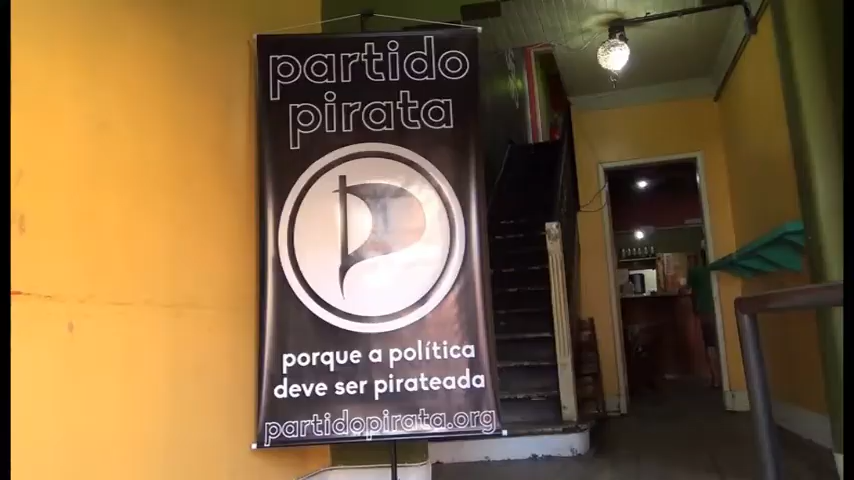 partido
pirata
porque a política
deve ser pirateada
partidopirata.org